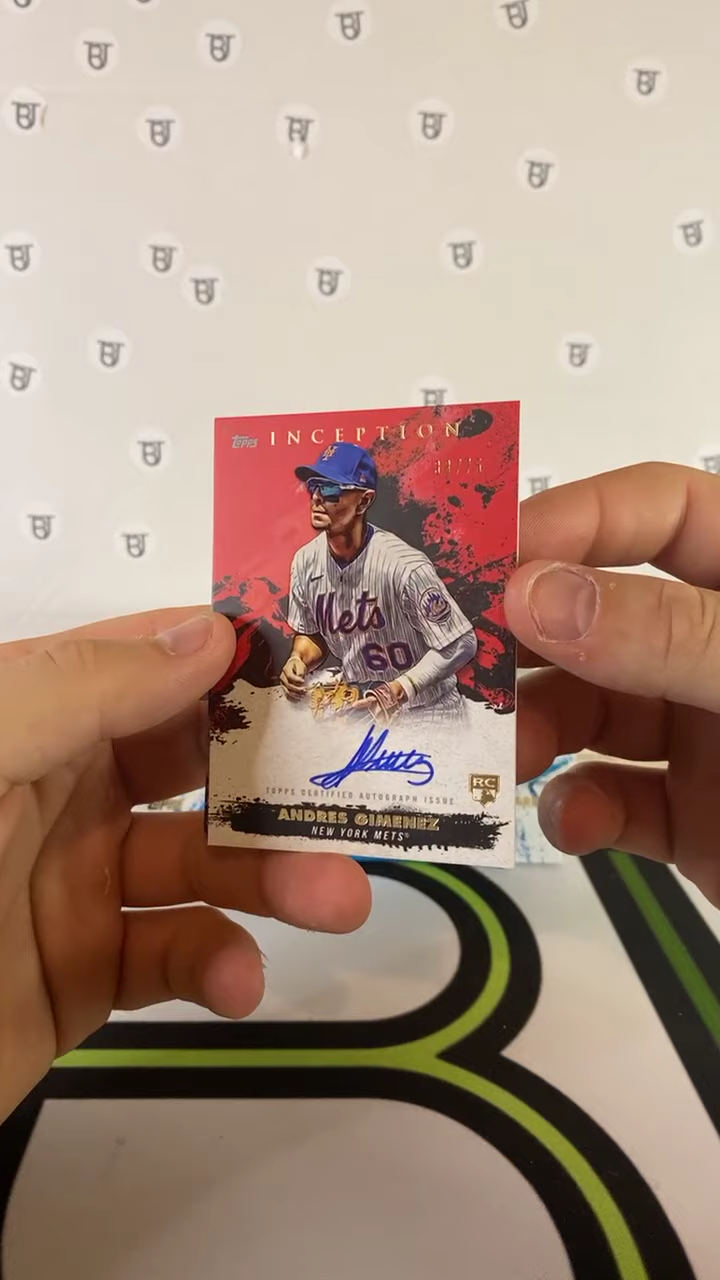 topps INCEPTION
Mets
60
TOPPS CERTIFIED AUTOGRAPH ISSUE
RC
ANDRES GIMENEZ
NEW YORK METS®